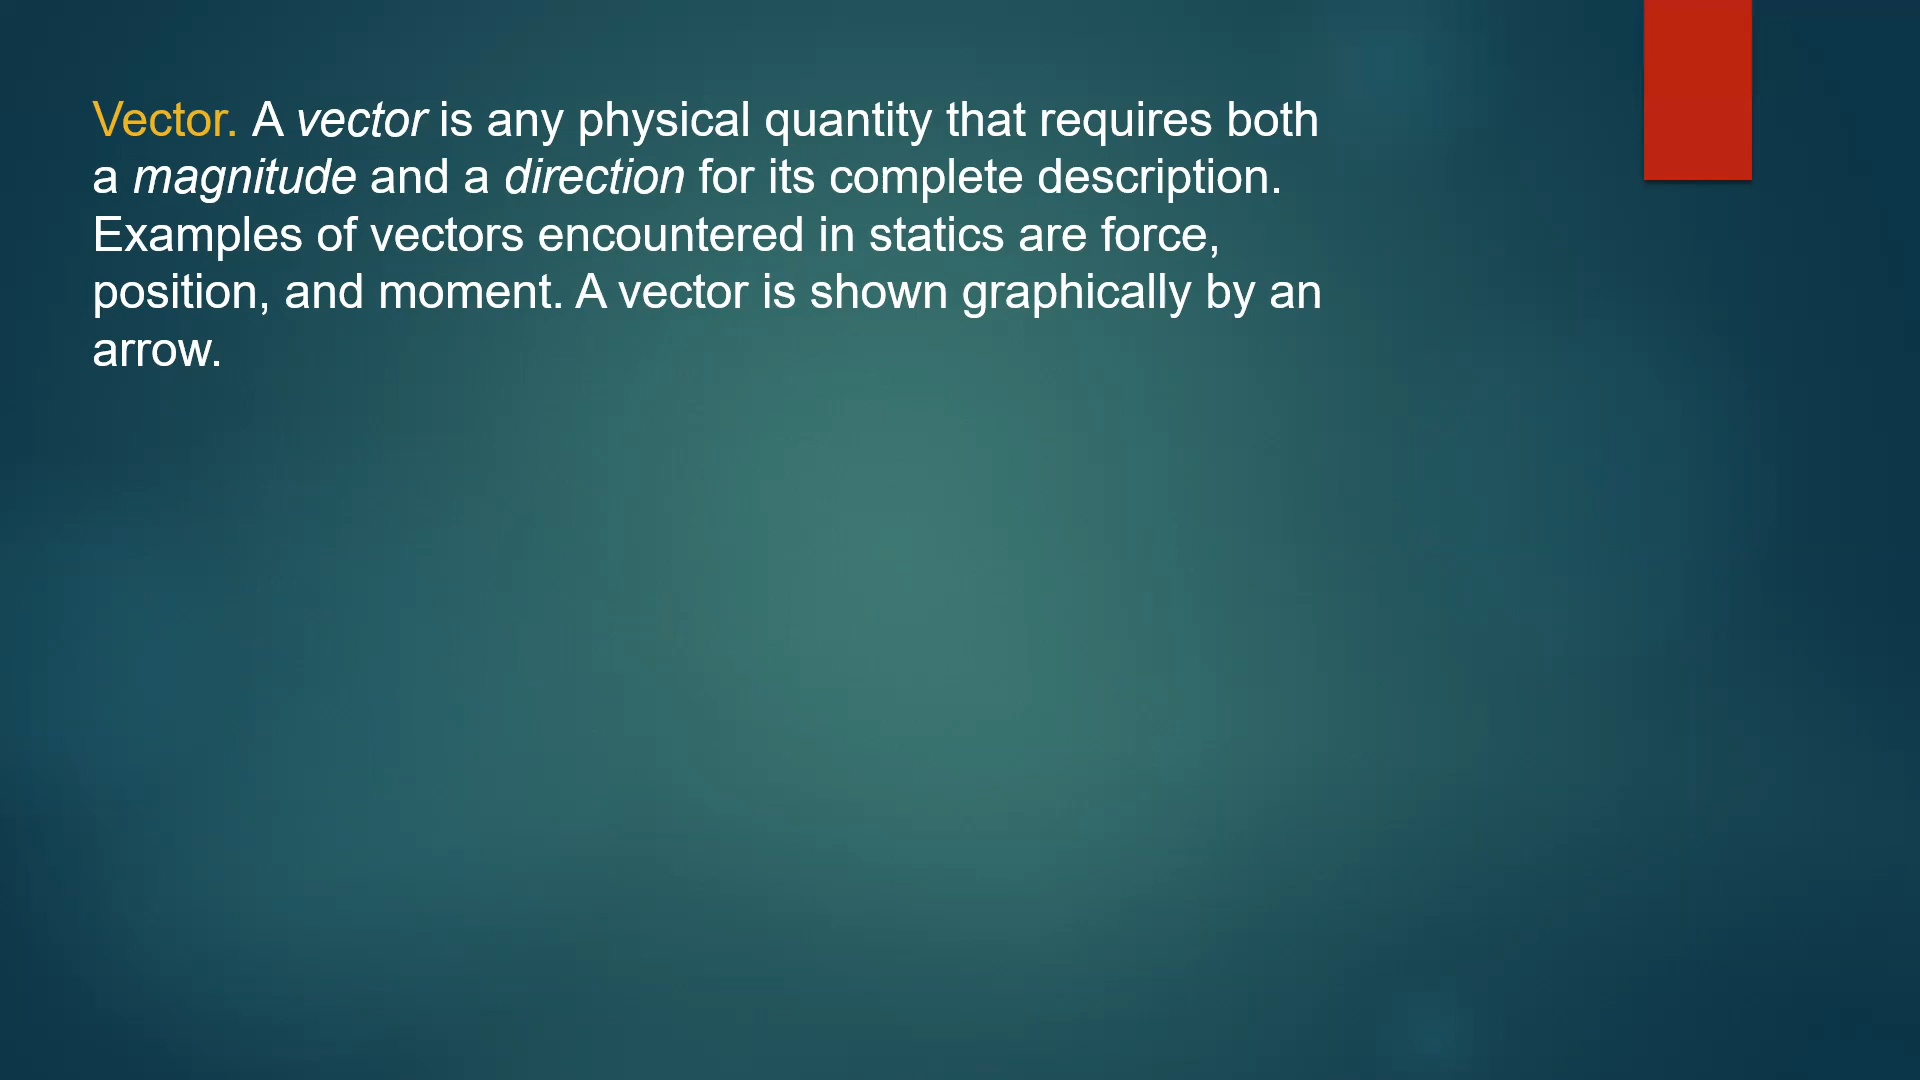 Vector. A vector is any physical quantity that requires both
a magnitude and a direction for its complete description.
Examples of vectors encountered in statics are force,
position, and moment. A vector is shown graphically by an
arrow.